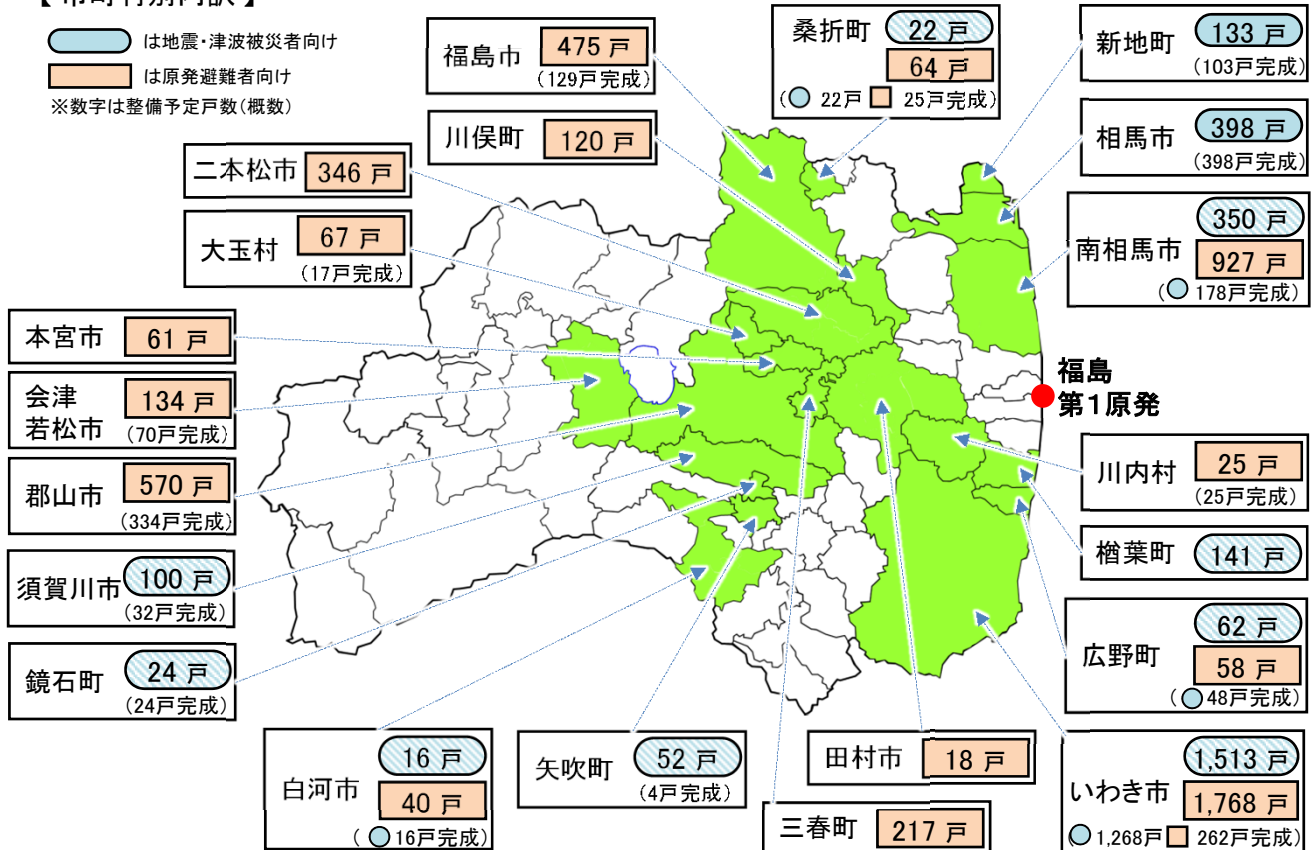 【 市町村別内訳 】
は地震・津波被災者向け
は原発避難者向け
※数字は整備予定戸数(概数)
福島市
475 戸
(129戸完成)
川俣町
120 戸
桑折町
22 戸
64 戸
( 22戸 25戸完成)
新地町
133 戸
(103戸完成)
相馬市
398 戸
(398戸完成)
南相馬市
350 戸
927 戸
( 178戸完成)
二本松市
346 戸
大玉村
67 戸
(17戸完成)
本宮市
61 戸
会津
若松市
134 戸
(70戸完成)
郡山市
570 戸
(334戸完成)
須賀川市
100 戸
(32戸完成)
鏡石町
24 戸
(24戸完成)
福島
第1原発
川内村
25 戸
(25戸完成)
楢葉町
141 戸
広野町
62 戸
58 戸
( 48戸完成)
白河市
16 戸
40 戸
( 16戸完成)
矢吹町
52 戸
(4戸完成)
田村市
18 戸
三春町
217 戸
いわき市
1,513 戸
1,768 戸
( 1,268戸 262戸完成)